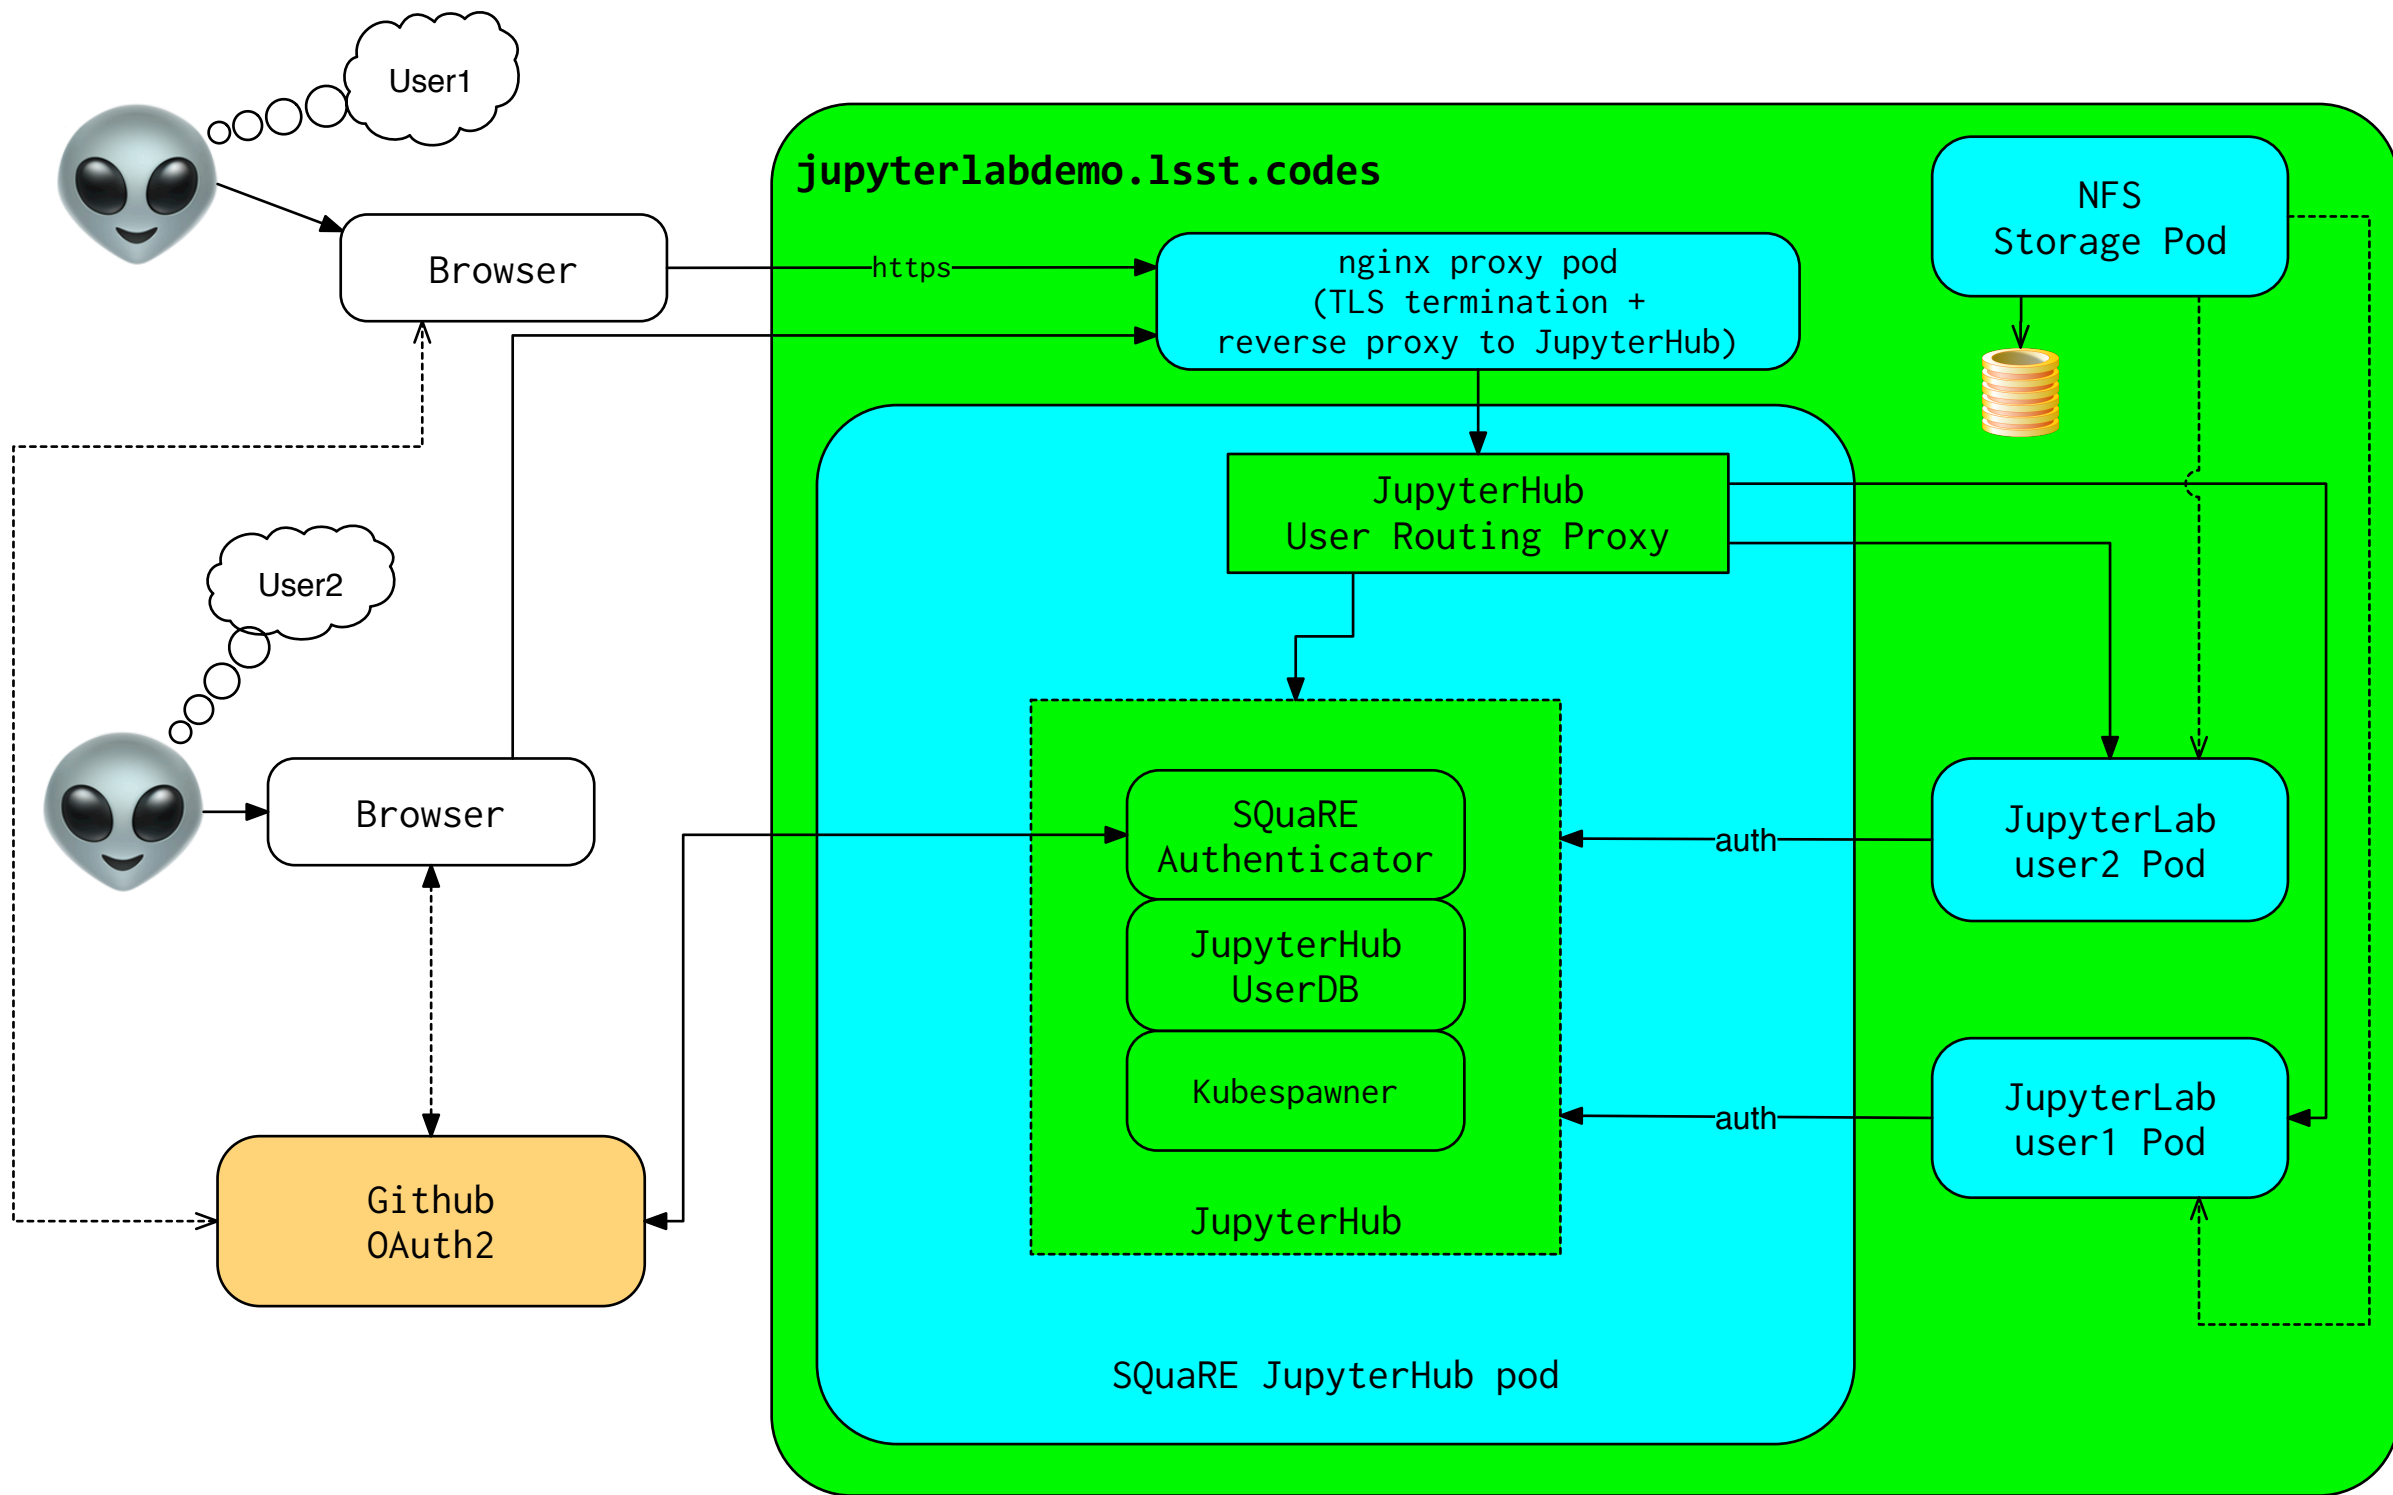 User1
jupyterlabdemo.lsst.codes
NFS
Storage Pod
Browser
https
nginx proxy pod
(TLS termination +
reverse proxy to JupyterHub)
JupyterHub
User Routing Proxy
User2
Browser
SQuaRE
Authenticator
auth
JupyterLab
user2 Pod
JupyterHub
UserDB
Kubespawner
auth
JupyterLab
user1 Pod
Github
OAuth2
JupyterHub
SQuaRE JupyterHub pod